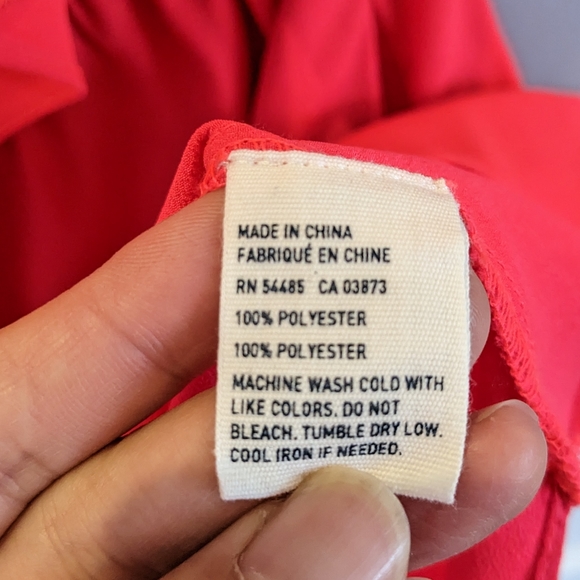 MADE IN CHINA
FABRIQUÉ EN CHINE
RN 54485 CA 03873
100% POLYESTER
100% POLYESTER
MACHINE WASH COLD WITH
LIKE COLORS. DO NOT
BLEACH. TUMBLE DRY LOW.
COOL IRON IF NEEDED.